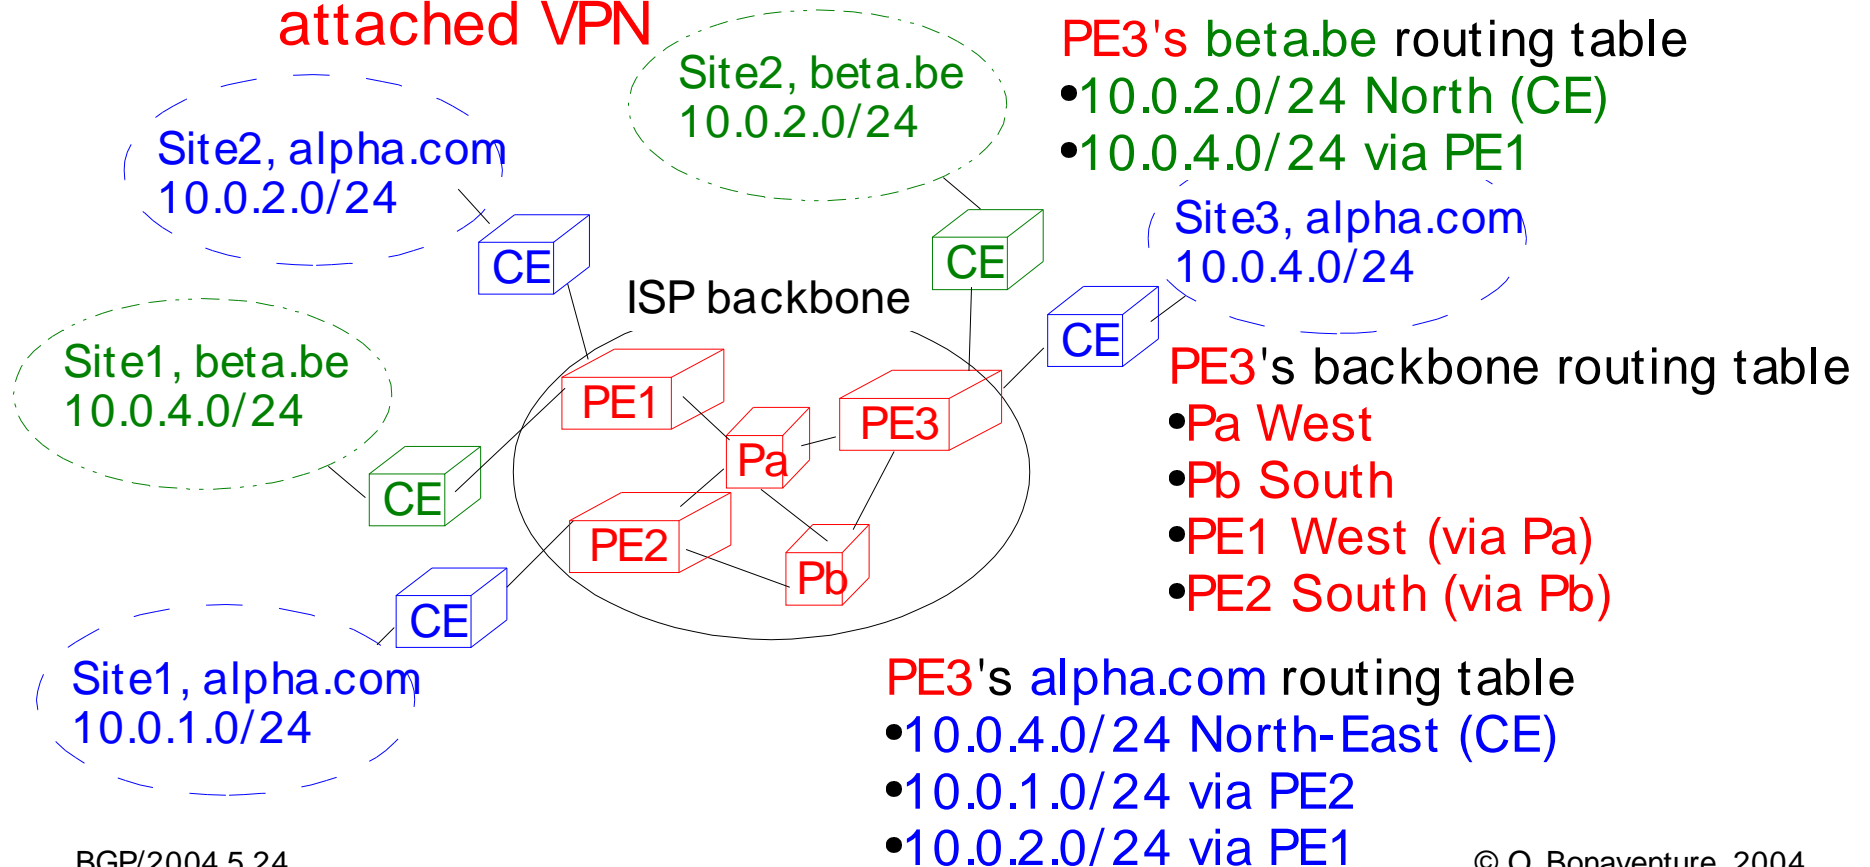 attached VPN
PE3's beta.be routing table
•10.0.2.0/24 North (CE)
•10.0.4.0/24 via PE1
Site2, beta.be
10.0.2.0/24
Site2, alpha.com
10.0.2.0/24
Site3, alpha.com
10.0.4.0/24
CE
CE
ISP backbone
CE
Site1, beta.be
10.0.4.0/24
PE1
PE3
Pa
CE
PE2
Pb
CE
PE3's backbone routing table
•Pa West
•Pb South
•PE1 West (via Pa)
•PE2 South (via Pb)
Site1, alpha.com
10.0.1.0/24
PE3's alpha.com routing table
•10.0.4.0/24 North-East (CE)
•10.0.1.0/24 via PE2
•10.0.2.0/24 via PE1
BGP/2004.5.24
© O. Bonaventure, 2004